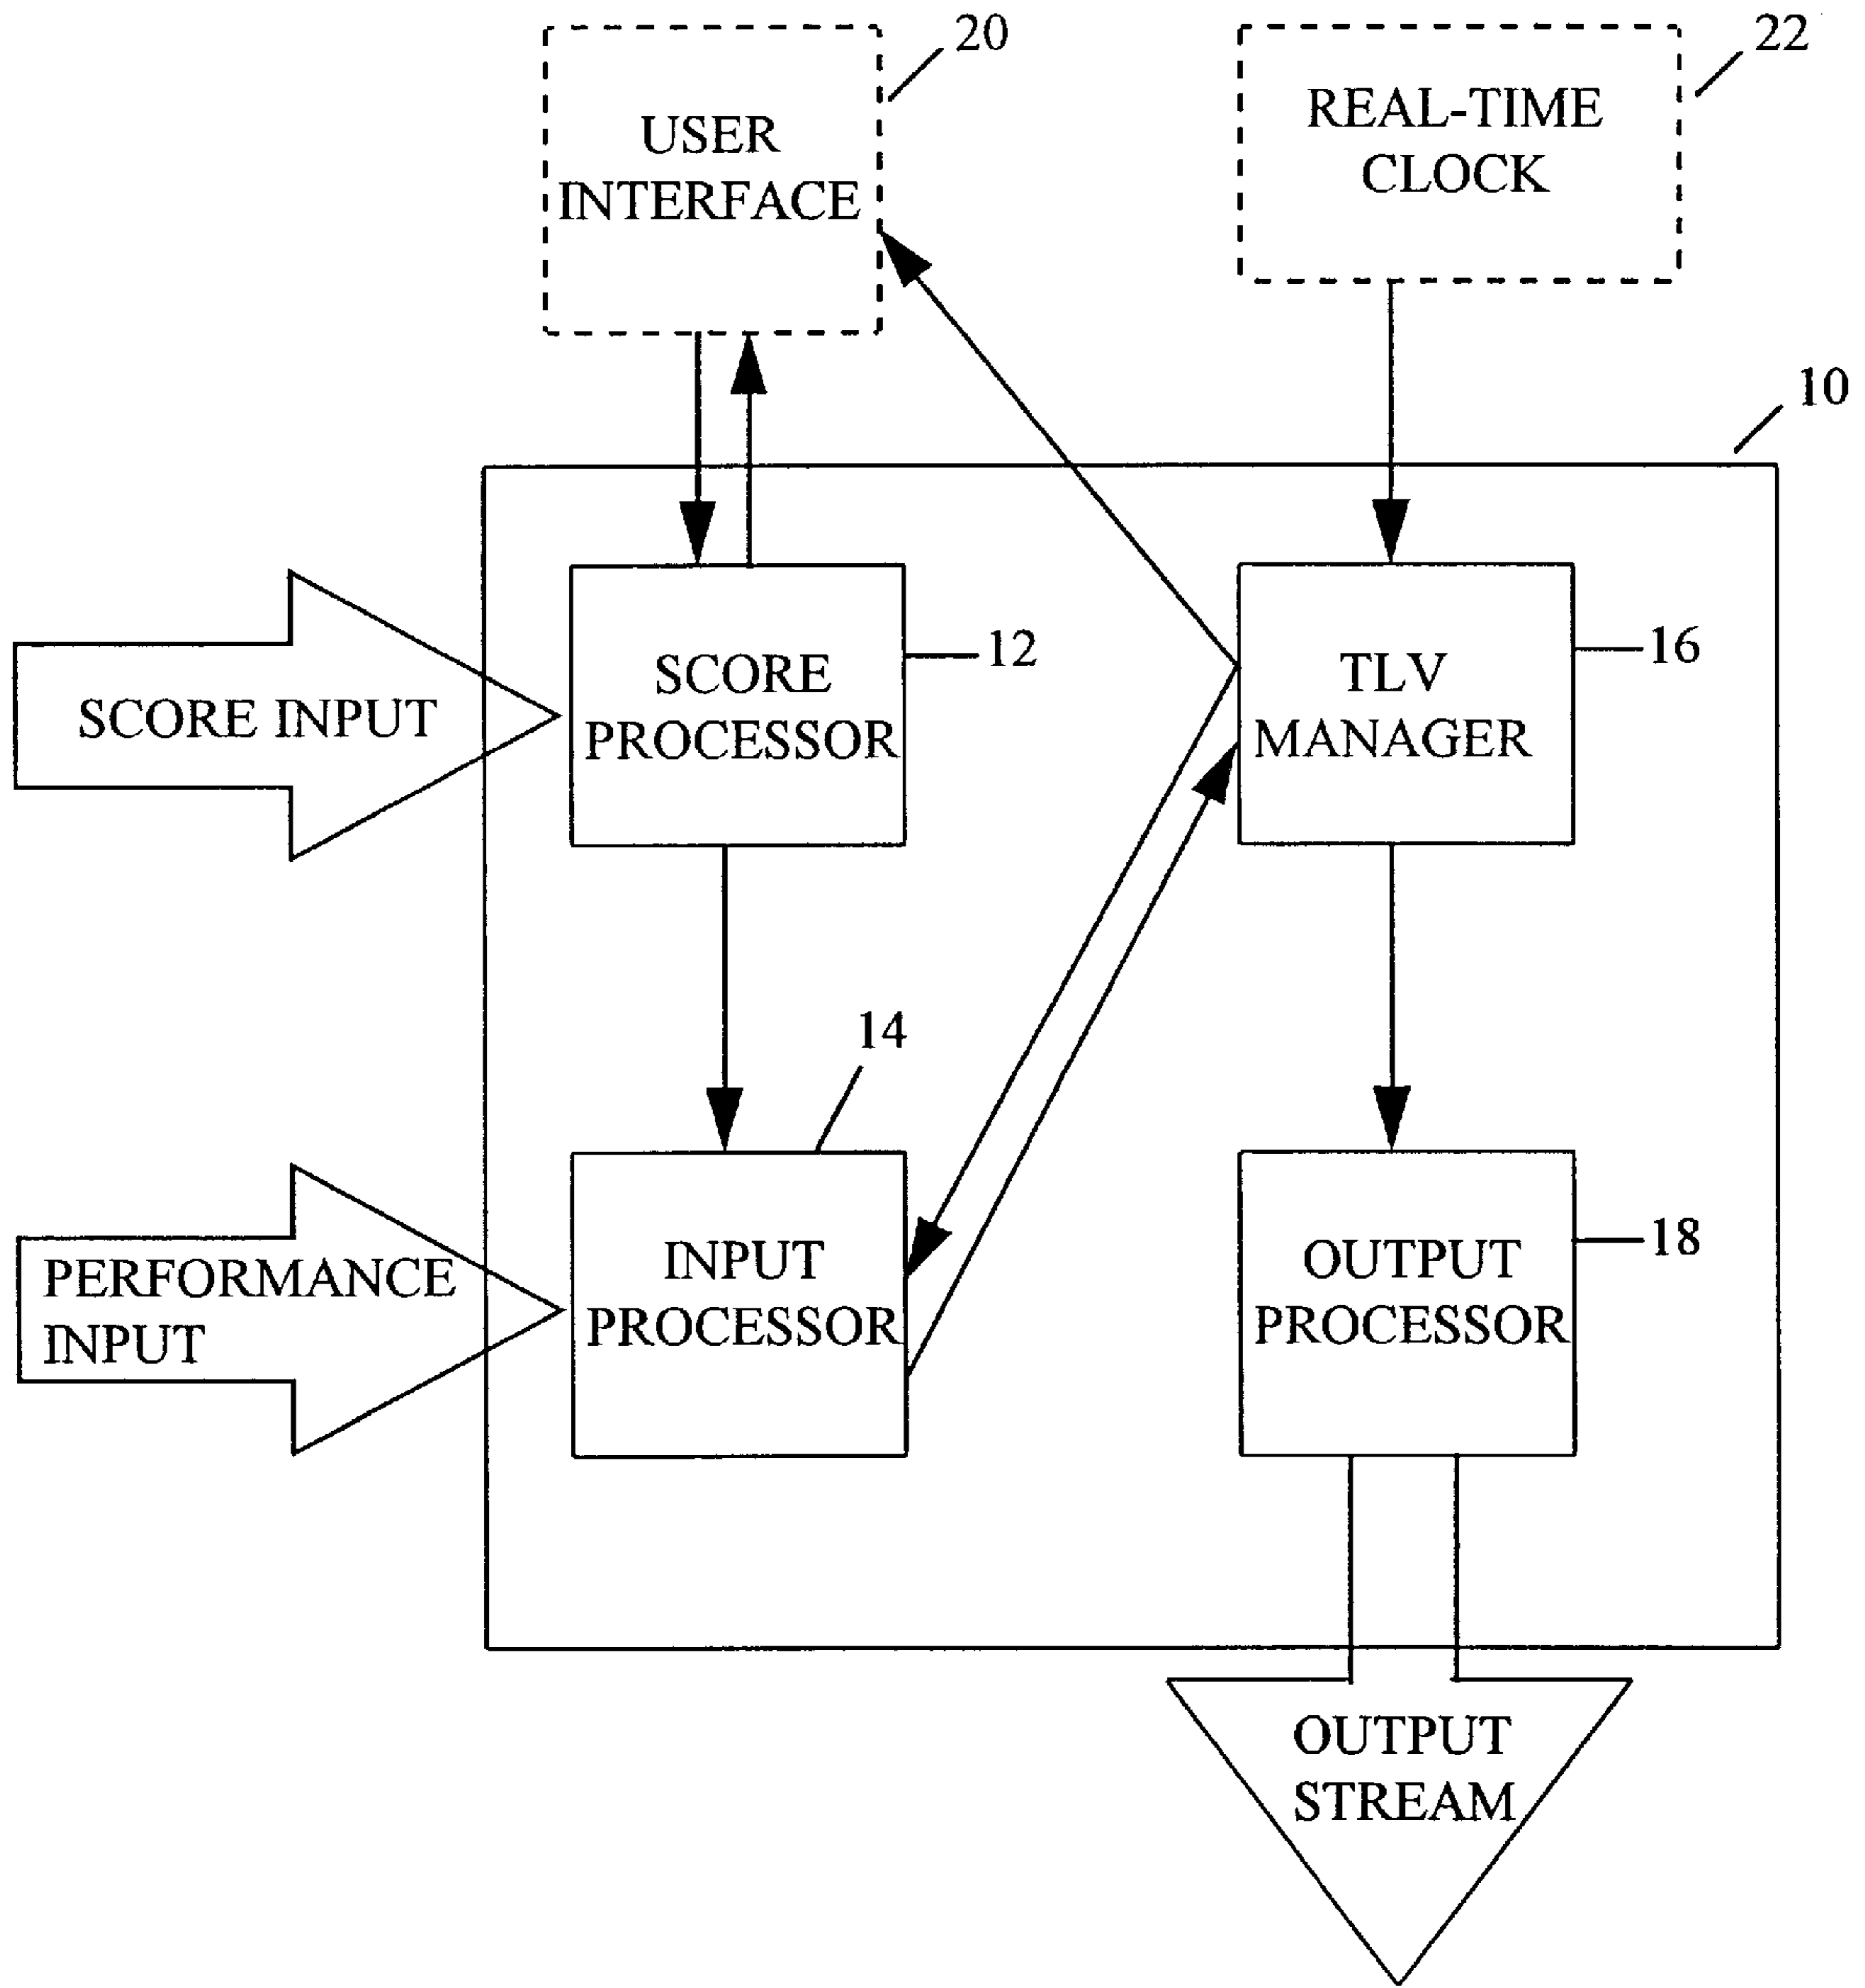 20
22
USER
INTERFACE
REAL-TIME
CLOCK
10
SCORE INPUT
SCORE
PROCESSOR
12
TLV
MANAGER
16
14
PERFORMANCE
INPUT
INPUT
PROCESSOR
OUTPUT
PROCESSOR
18
OUTPUT
STREAM